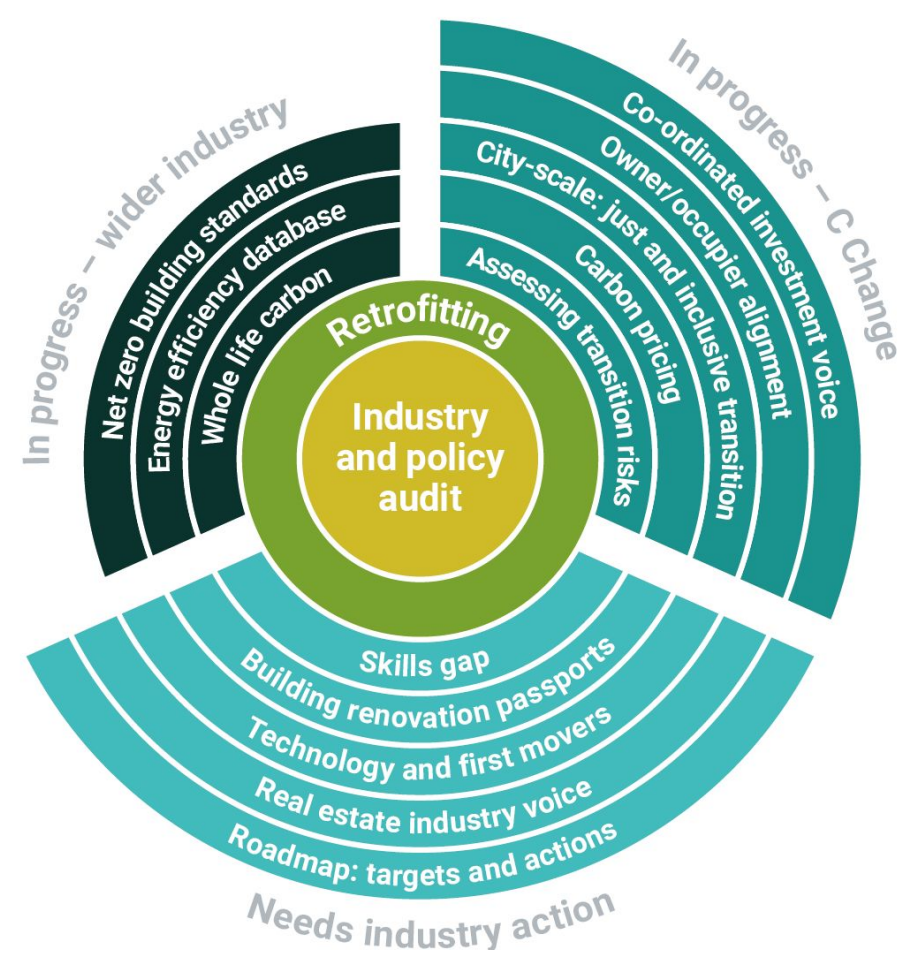 In progress – wider industry
Net zero building standards
Energy efficiency database
Whole life carbon
In progress – C Change
Co-ordinated investment voice
Owner/occupier alignment
City-scale: just and inclusive transition
Carbon pricing
Assessing transition risks
Retrofitting
Industry
and policy
audit
Skills gap
Building renovation passports
Technology and first movers
Real estate industry voice
Roadmap: targets and actions
Needs industry action